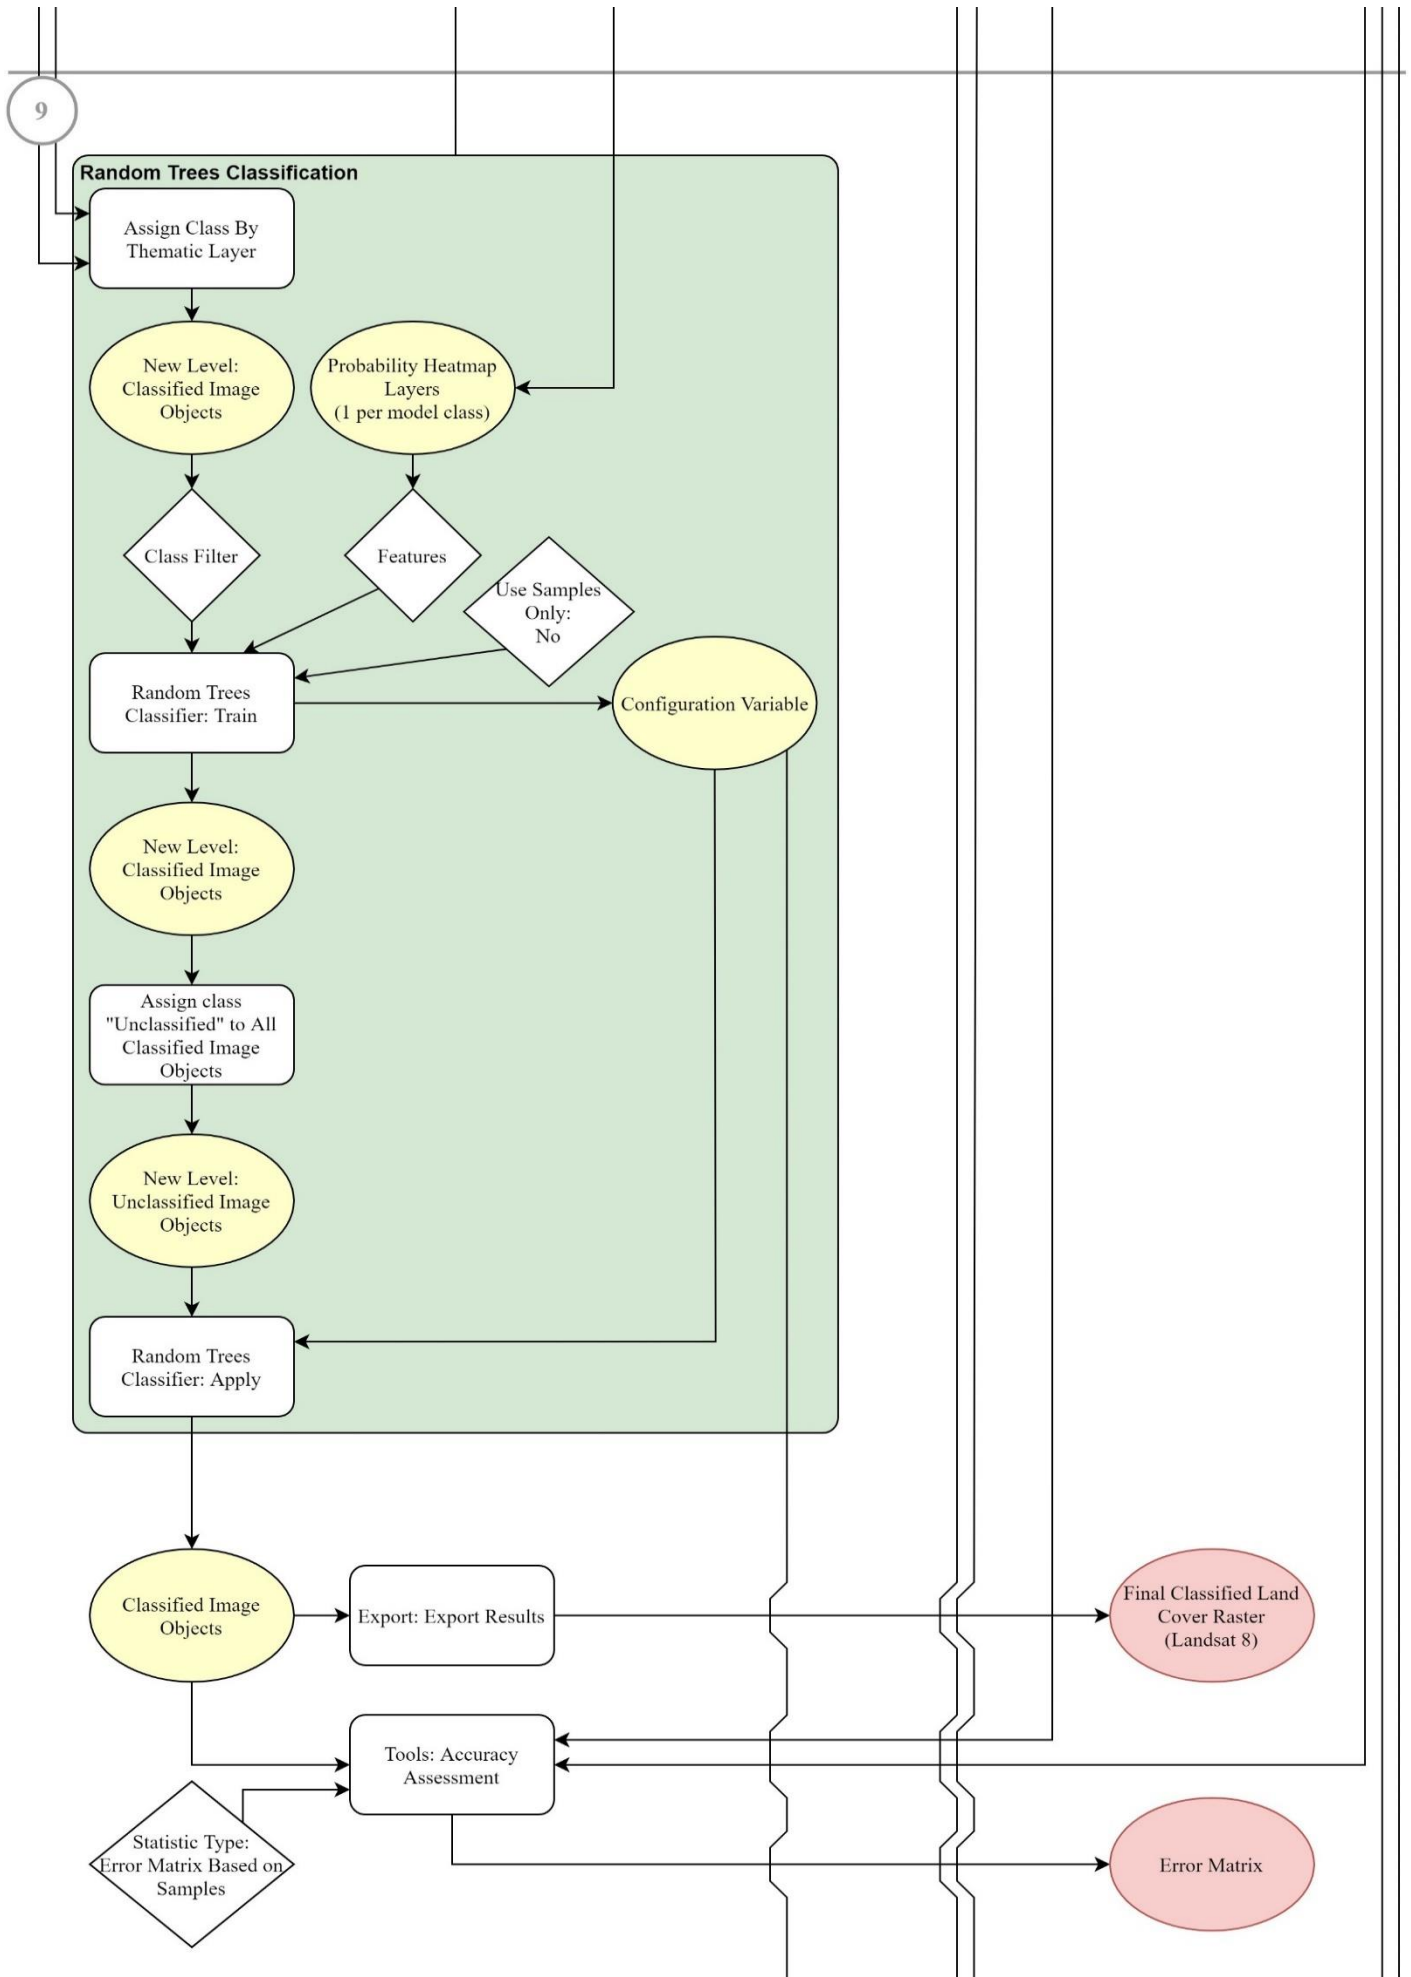 9
Random Trees Classification
Assign Class By
Thematic Layer
New Level:
Classified Image
Objects
Probability Heatmap
Layers
(1 per model class)
Class Filter
Features
Use Samples
Only:
No
Random Trees
Classifier: Train
Configuration Variable
New Level:
Classified Image
Objects
Assign class
"Unclassified" to All
Classified Image
Objects
New Level:
Unclassified Image
Objects
Random Trees
Classifier: Apply
Classified Image
Objects
Export: Export Results
Final Classified Land
Cover Raster
(Landsat 8)
Tools: Accuracy
Assessment
Statistic Type:
Error Matrix Based on
Samples
Error Matrix